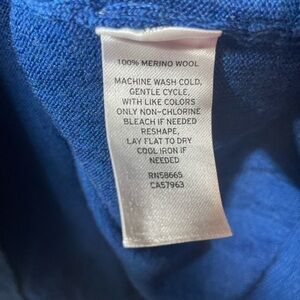 100% MERINO WOOL
MACHINE WASH COLD,
GENTLE CYCLE,
WITH LIKE COLORS
ONLY NON-CHLORINE
BLEACH IF NEEDED
RESHAPE,
LAY FLAT TO DRY
COOL IRON IF
NEEDED
RN58665
CA57963